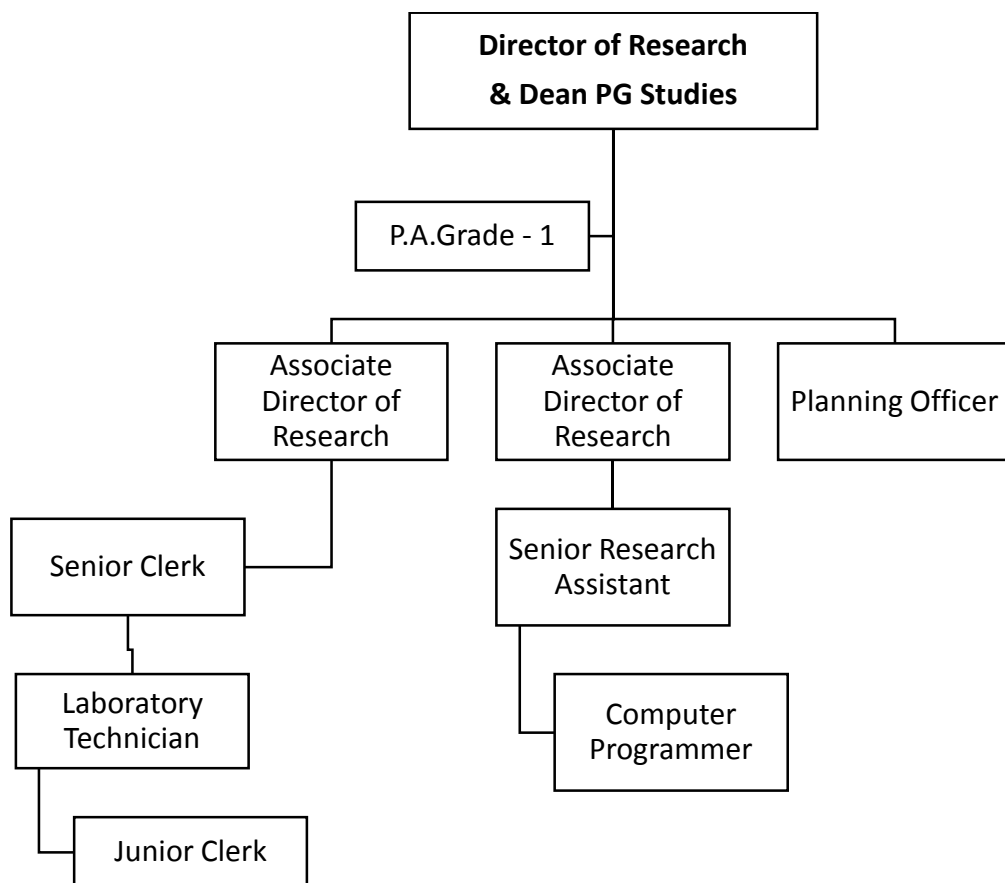 Director of Research
& Dean PG Studies
P.A.Grade - 1
Associate
Director of
Research
Associate
Director of
Research
Planning Officer
Senior Clerk
Senior Research
Assistant
Laboratory
Technician
Computer
Programmer
Junior Clerk